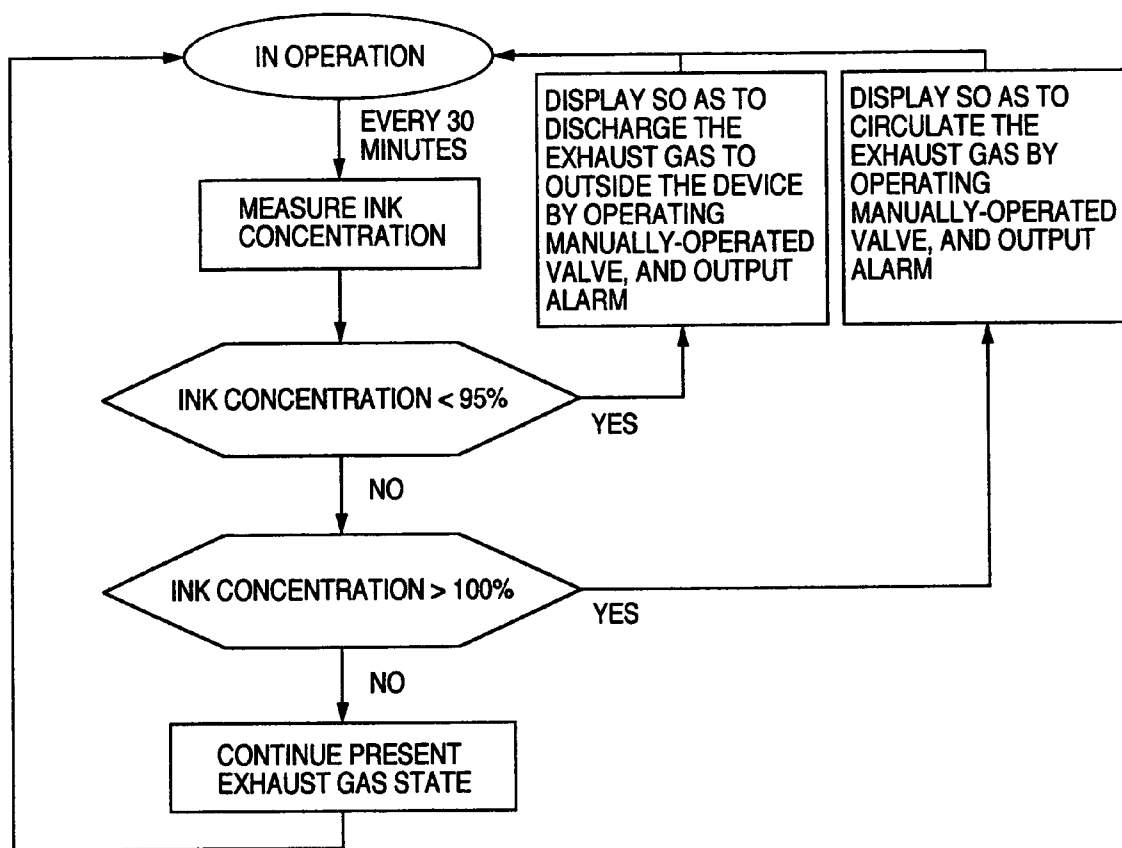 IN OPERATION
EVERY 30
MINUTES
MEASURE INK
CONCENTRATION
DISPLAY SO AS TO
DISCHARGE THE
EXHAUST GAS TO
OUTSIDE THE DEVICE
BY OPERATING
MANUALLY-OPERATED
VALVE, AND OUTPUT
ALARM
DISPLAY SO AS TO
CIRCULATE THE
EXHAUST GAS BY
OPERATING
MANUALLY-OPERATED
VALVE, AND OUTPUT
ALARM
INK CONCENTRATION < 95%
YES
NO
INK CONCENTRATION > 100%
YES
NO
CONTINUE PRESENT
EXHAUST GAS STATE